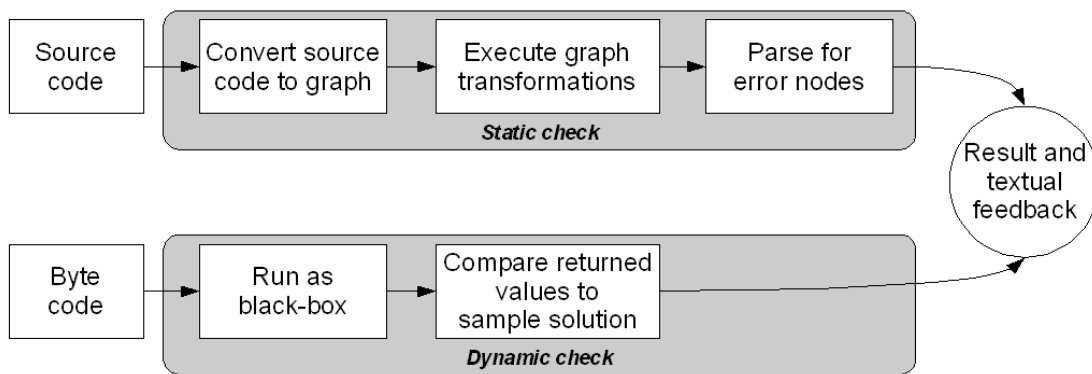 Source
code
Convert source
code to graph
Execute graph
transformations
Parse for
error nodes
Static check
Result and
textual
feedback
Byte
code
Run as
black-box
Compare returned
values to
sample solution
Dynamic check